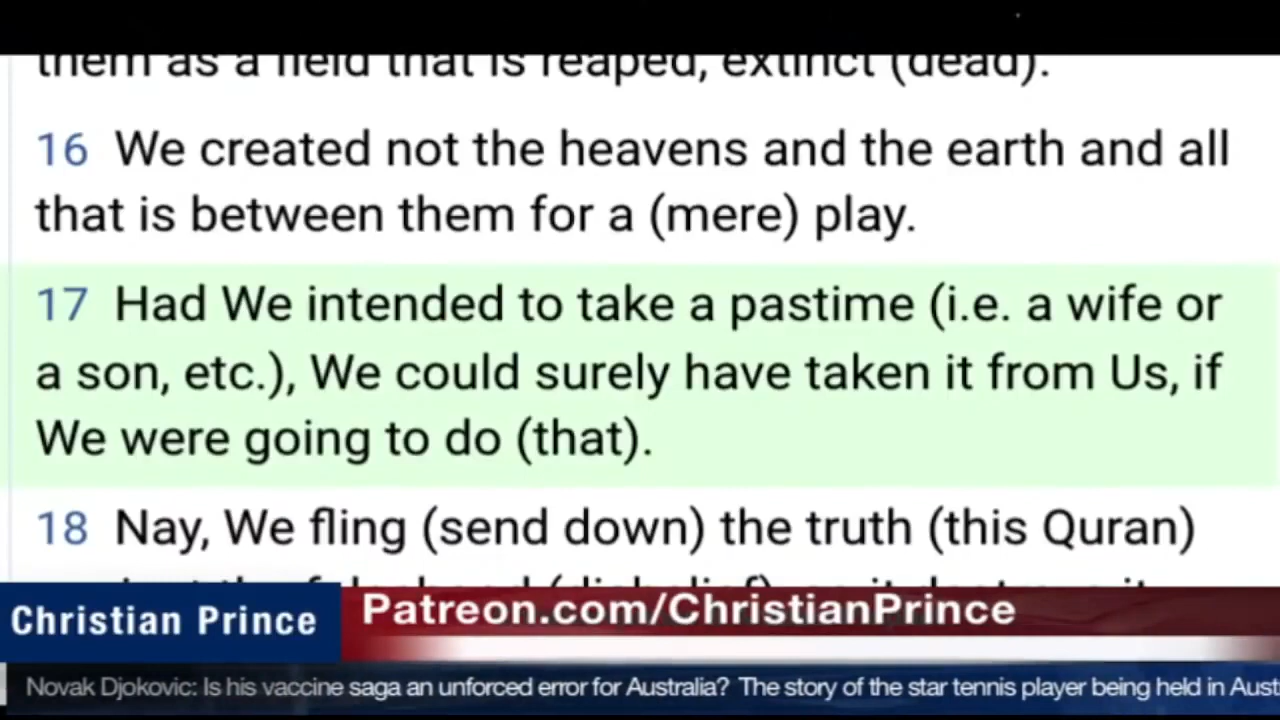 them as a field that is reaped, extinct (dead).
16 We created not the heavens and the earth and all
that is between them for a (mere) play.
17 Had We intended to take a pastime (i.e. a wife or
a son, etc.), We could surely have taken it from Us, if
We were going to do (that).
18 Nay, We fling (send down) the truth (this Quran)
Christian Prince
Patreon.com/ChristianPrince
Novak Djokovic: Is his vaccine saga an unforced error for Australia? The story of the star tennis player being held in Aust